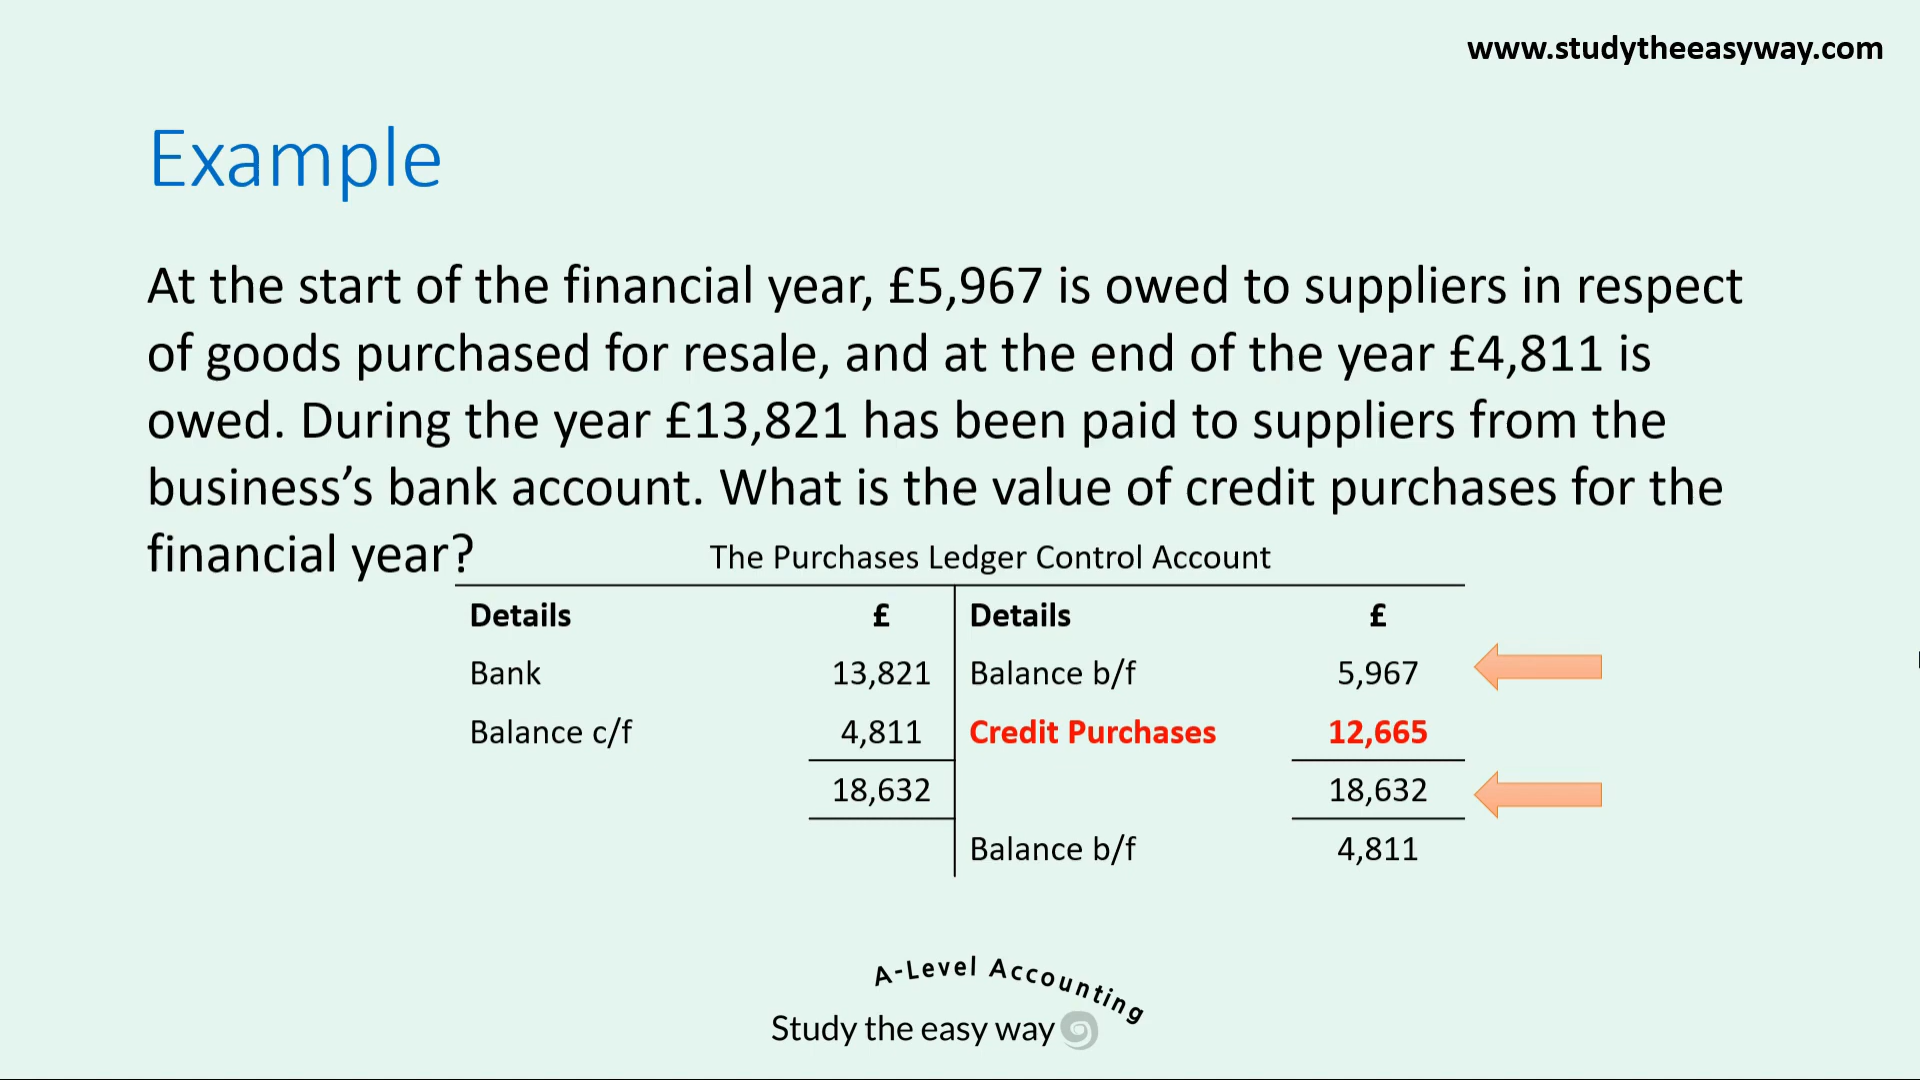 www.studytheeasyway.com
Example
At the start of the financial year, £5,967 is owed to suppliers in respect
of goods purchased for resale, and at the end of the year £4,811 is
owed. During the year £13,821 has been paid to suppliers from the
business’s bank account. What is the value of credit purchases for the
financial year?
The Purchases Ledger Control Account
Details £ Details £
Bank 13,821 Balance b/f 5,967
Balance c/f 4,811 Credit Purchases 12,665
18,632 18,632
Balance b/f 4,811
A-Level Accounting
Study the easy way